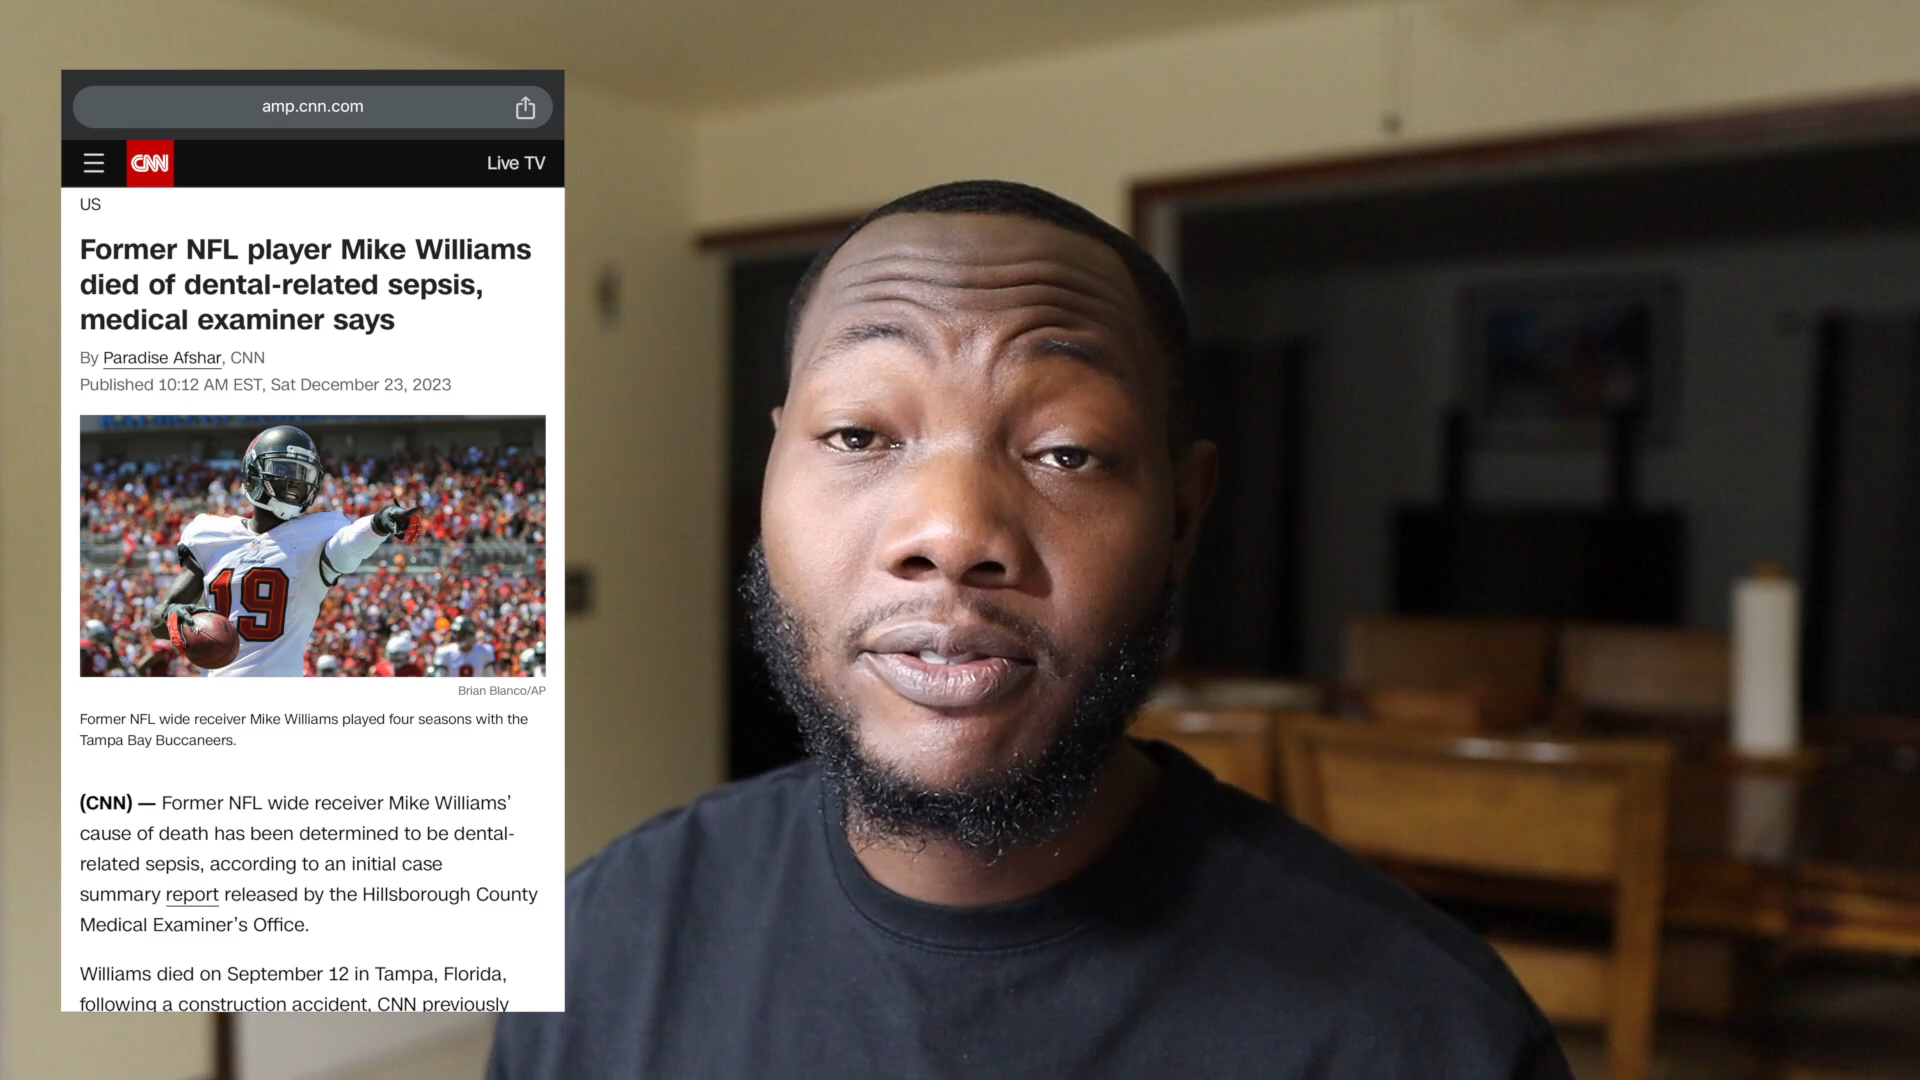 amp.cnn.com
CNN
Live TV
US
Former NFL player Mike Williams
died of dental-related sepsis,
medical examiner says
By Paradise Afshar, CNN
Published 10:12 AM EST, Sat December 23, 2023
19
Brian Blanco/AP
Former NFL wide receiver Mike Williams played four seasons with the
Tampa Bay Buccaneers.
(CNN) — Former NFL wide receiver Mike Williams’
cause of death has been determined to be dental-
related sepsis, according to an initial case
summary report released by the Hillsborough County
Medical Examiner’s Office.
Williams died on September 12 in Tampa, Florida,
following a construction accident, CNN previously